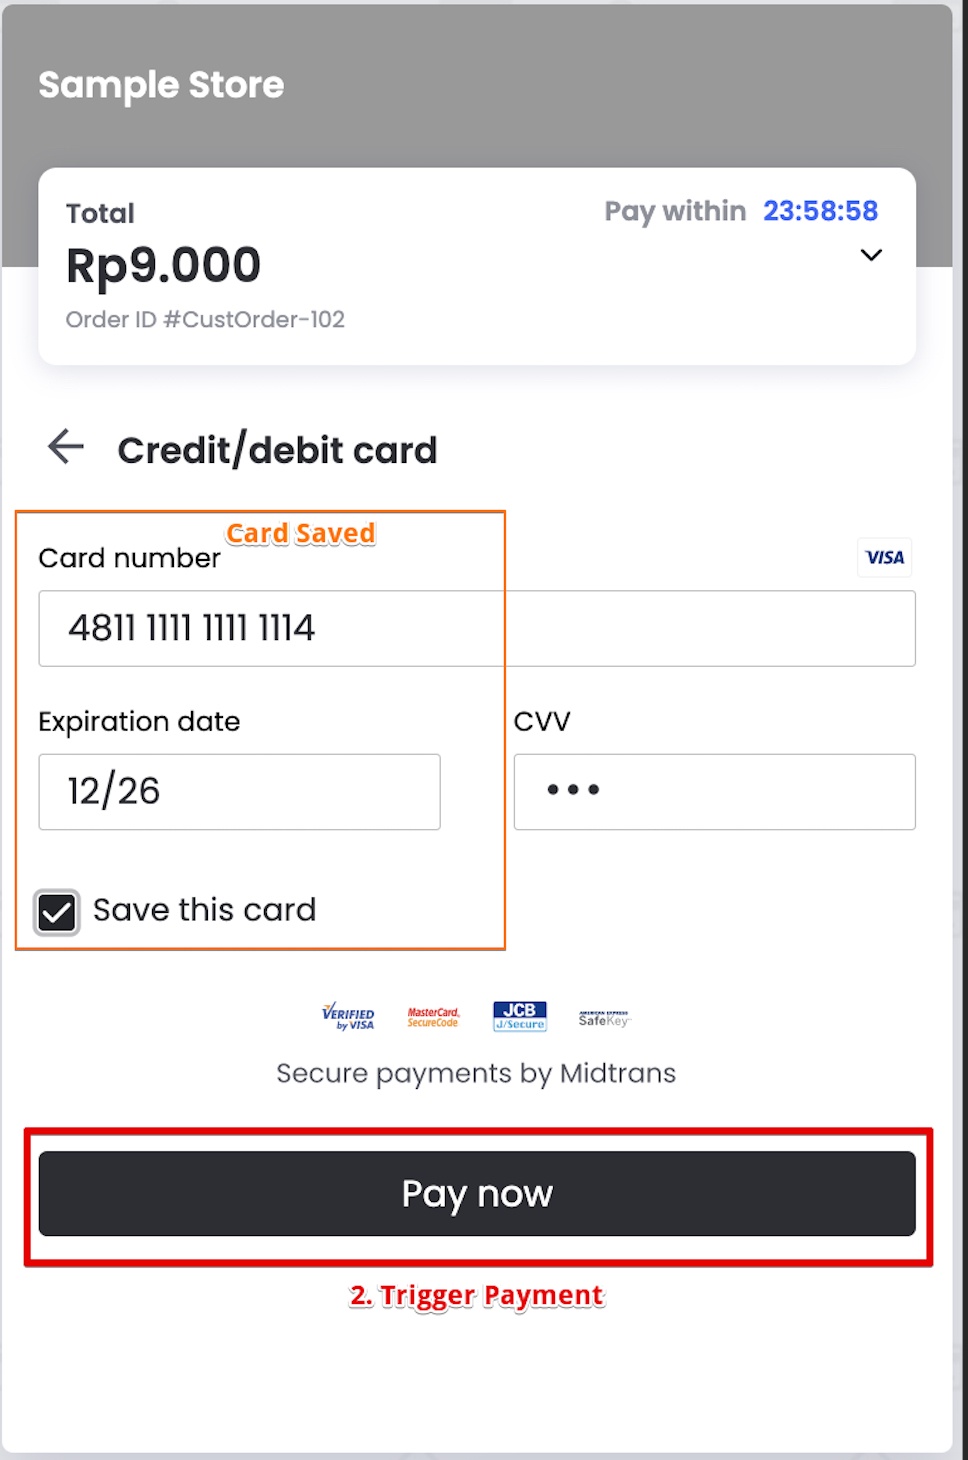 Sample Store
Total
Pay within 23:58:58
Rp9.000
Order ID #CustOrder-102
Credit/debit card
Card Saved
Card number
VISA
4811 1111 1111 1114
Expiration date
CVV
12/26
Save this card
VERIFIED by VISA
MasterCard. SecureCode
JCB J/Secure
AMERICAN EXPRESS SafeKey
Secure payments by Midtrans
Pay now
2. Trigger Payment